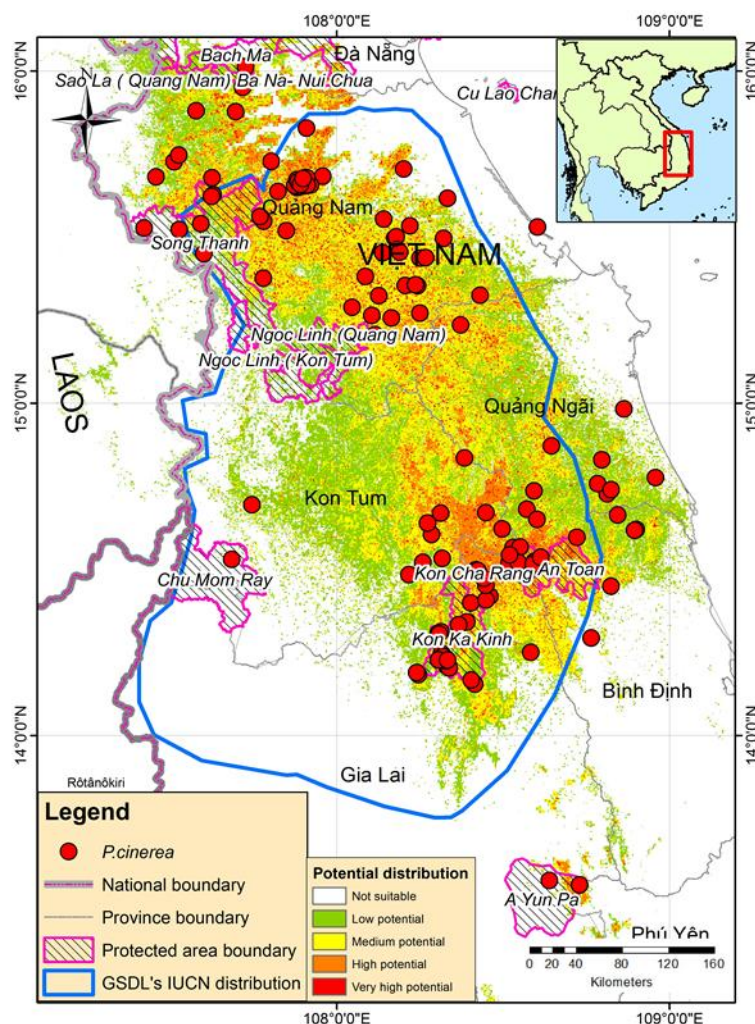 108°0'0"E
109°0'0"E
Bach Ma
Đà Nẵng
16°0'0"N
16°0'0"N
Sao La ( Quang Nam)
Ba Na- Nui Chua
Cu Lao Cham
Quảng Nam
Song Thanh
VIỆT NAM
Ngoc Linh (Quang Nam)
Ngoc Linh ( Kon Tum)
LAOS
15°0'0"N
15°0'0"N
Quảng Ngãi
Kon Tum
Chu Mom Ray
Kon Cha Rang
An Toan
Kon Ka Kinh
Bình Định
14°0'0"N
14°0'0"N
Gia Lai
Rôtânôkiri
A Yun Pa
Phú Yên
Legend
P.cinerea
National boundary
Province boundary
Protected area boundary
GSDL's IUCN distribution
Potential distribution
Not suitable
Low potential
Medium potential
High potential
Very high potential
0 20 40 80 120 160
Kilometers
108°0'0"E
109°0'0"E